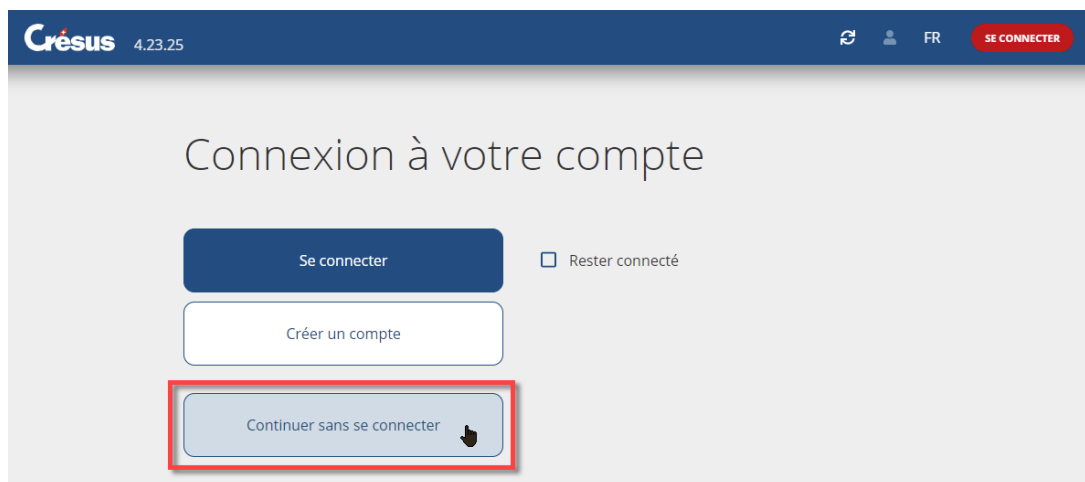 Crésus 4.23.25 FR SE CONNECTER
Connexion à votre compte
Se connecter Rester connecté
Créer un compte
Continuer sans se connecter